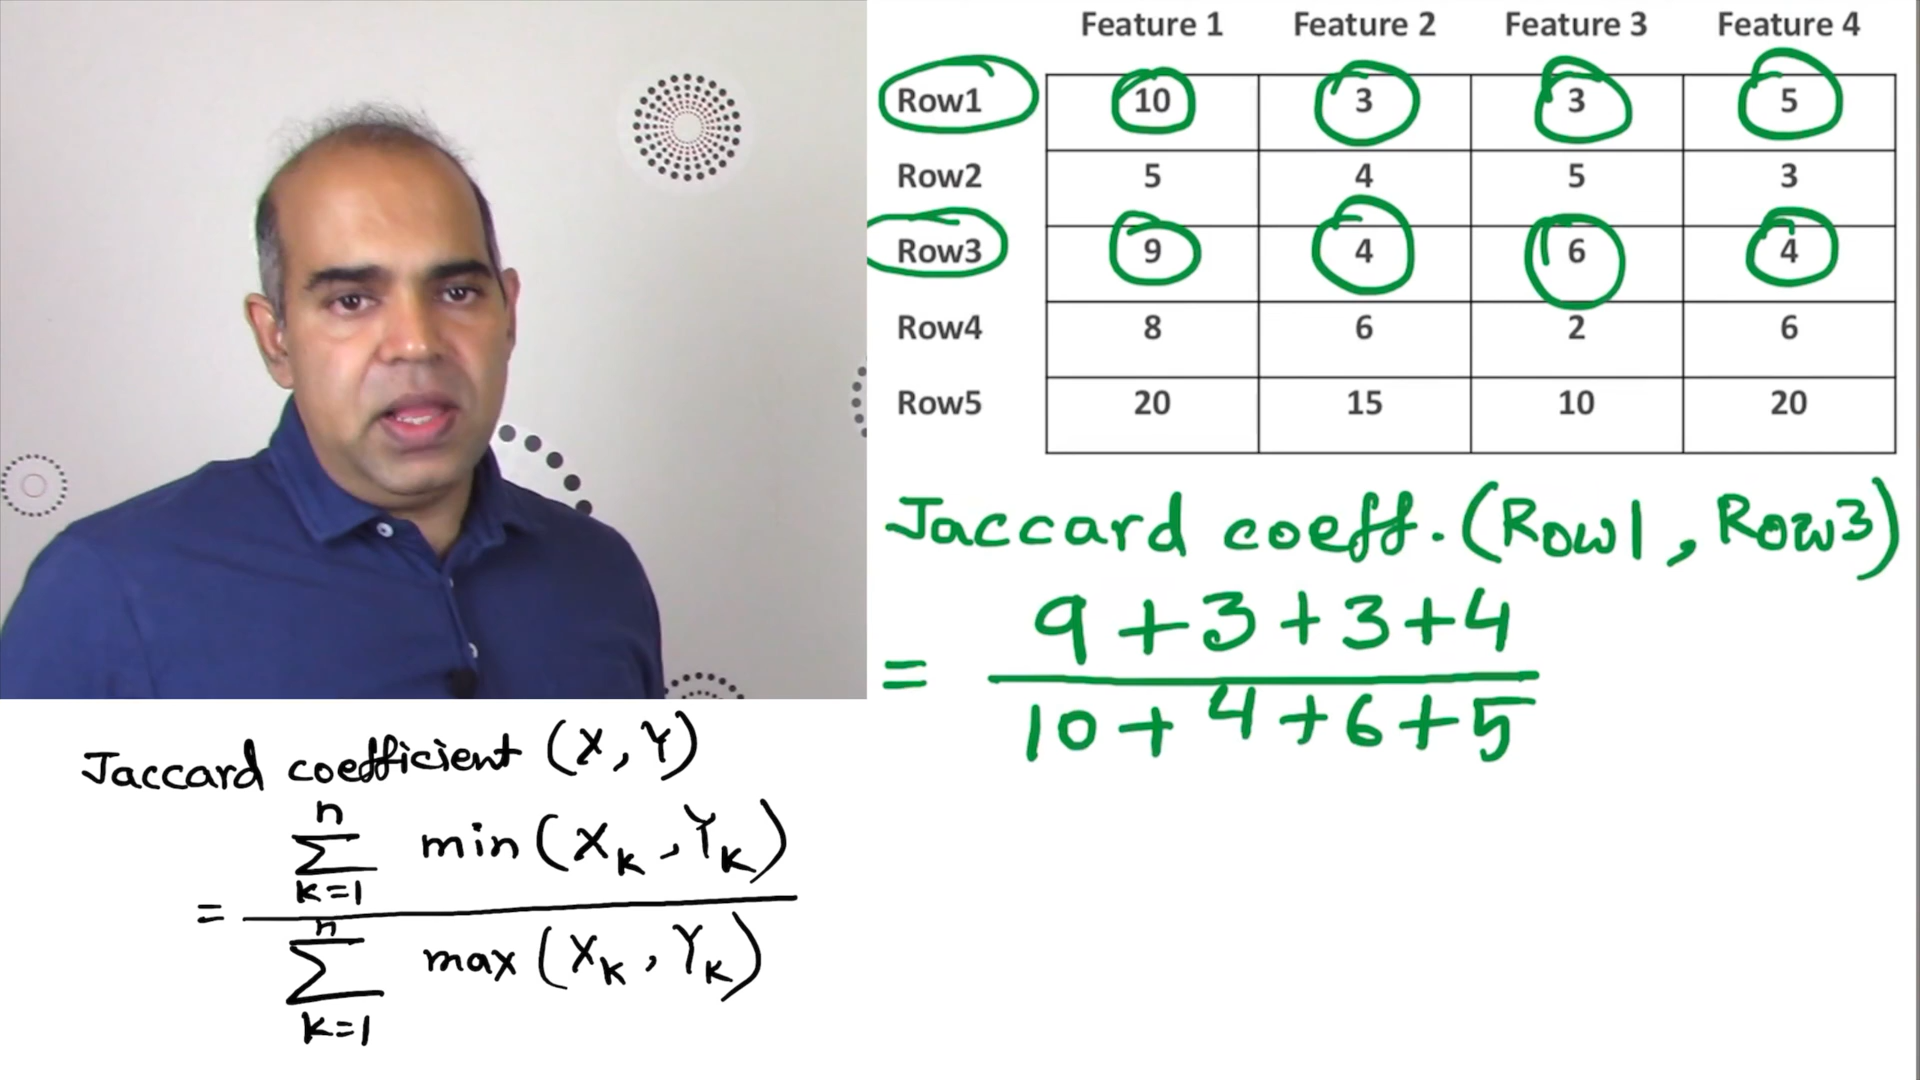 Feature 1 Feature 2 Feature 3 Feature 4
Row1 10 3 3 5
Row2 5 4 5 3
Row3 9 4 6 4
Row4 8 6 2 6
Row5 20 15 10 20
Jaccard coeff. (Row1, Row3)
= 9+3+3+4
10+4+6+5
Jaccard coefficient (X, Y)
n
Σ min (Xk, Yk)
k=1
=
n
Σ max (Xk, Yk)
k=1